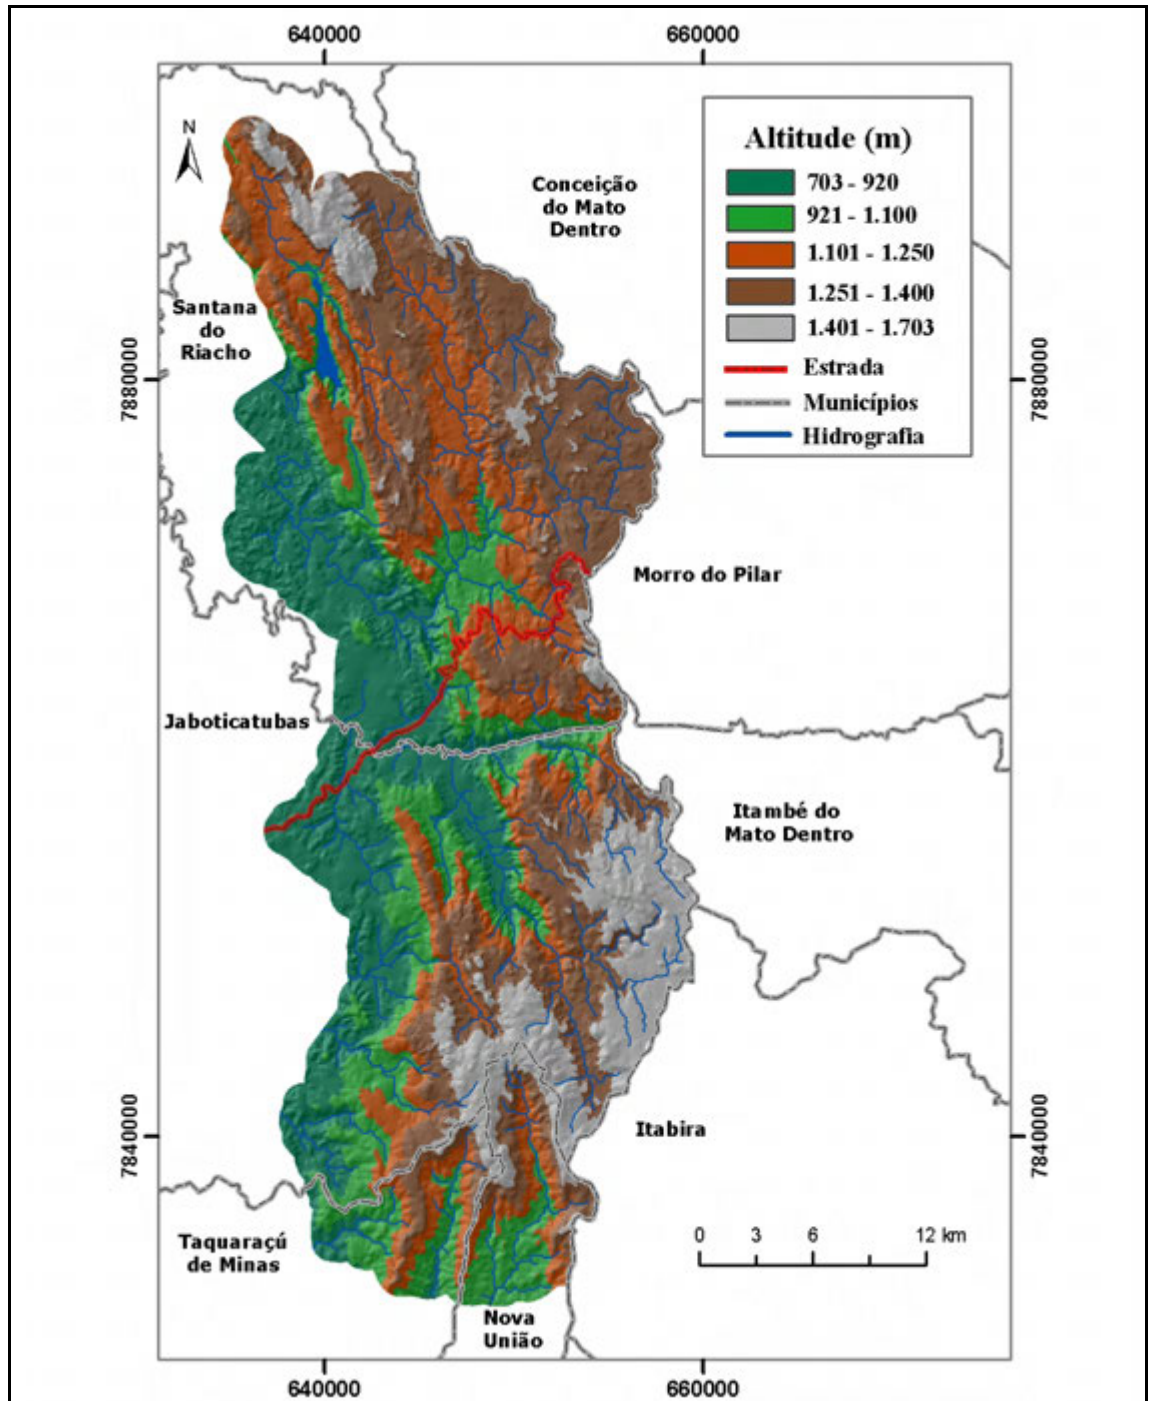 640000
660000
N
Altitude (m)
703 - 920
921 - 1.100
1.101 - 1.250
1.251 - 1.400
1.401 - 1.703
Estrada
Municípios
Hidrografia
Conceição
do Mato
Dentro
Santana
do
Riacho
7880000
7880000
Morro do Pilar
Jaboticatubas
Itambé do
Mato Dentro
7840000
7840000
Itabira
Taquaraçú
de Minas
0 3 6 12 km
Nova
União
640000
660000